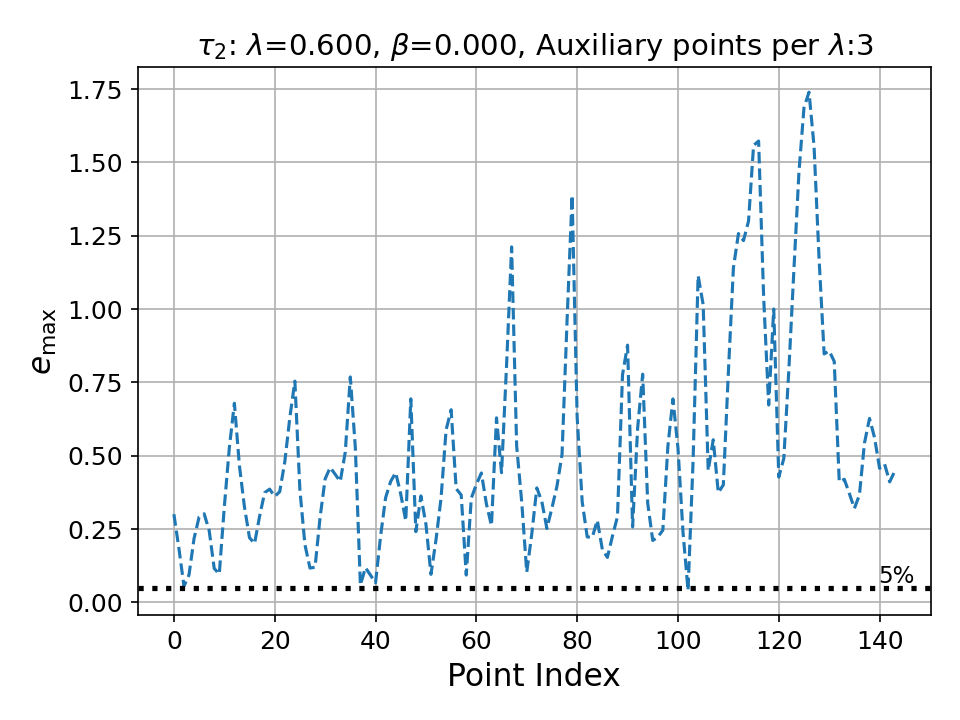 τ₂: λ=0.600, β=0.000, Auxiliary points per λ:3
1.75
1.50
1.25
1.00
0.75
0.50
0.25
0.00
e_max
5%
0 20 40 60 80 100 120 140
Point Index